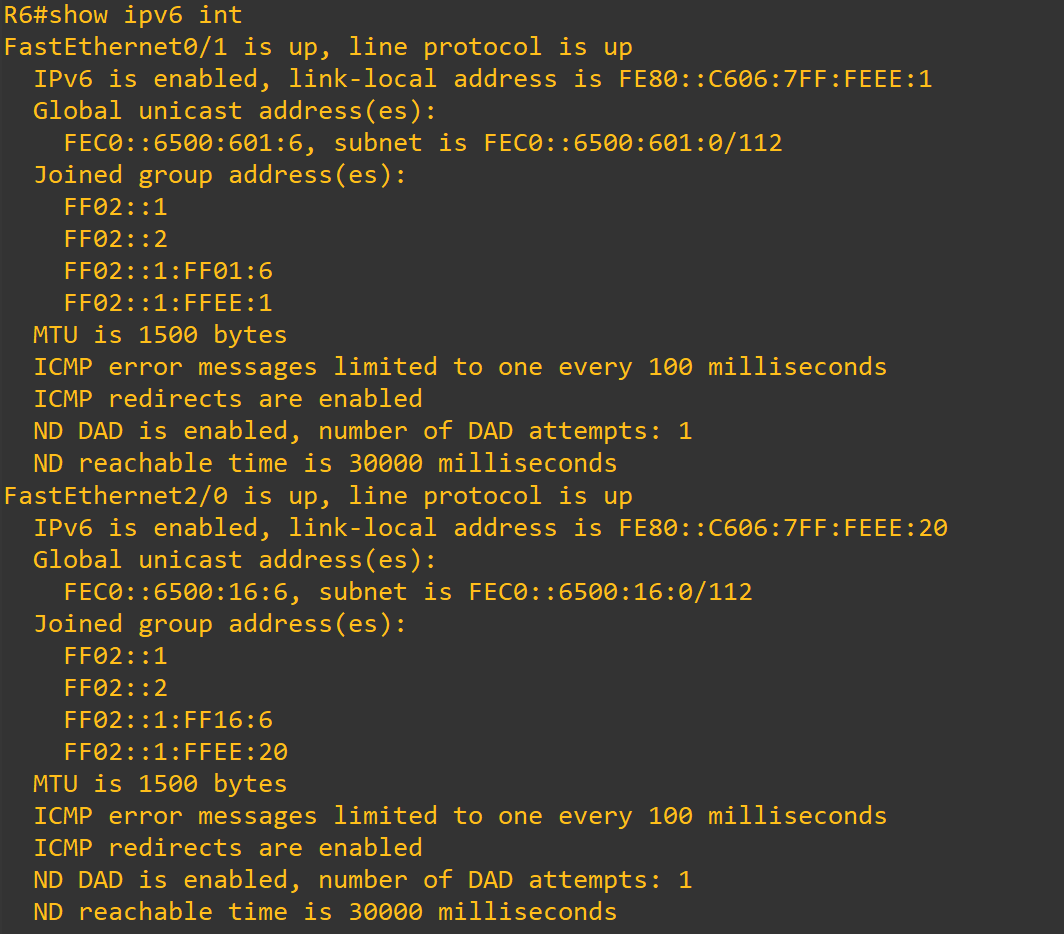 R6#show ipv6 int
FastEthernet0/1 is up, line protocol is up
  IPv6 is enabled, link-local address is FE80::C606:7FF:FEEE:1
  Global unicast address(es):
    FEC0::6500:601:6, subnet is FEC0::6500:601:0/112
  Joined group address(es):
    FF02::1
    FF02::2
    FF02::1:FF01:6
    FF02::1:FFEE:1
  MTU is 1500 bytes
  ICMP error messages limited to one every 100 milliseconds
  ICMP redirects are enabled
  ND DAD is enabled, number of DAD attempts: 1
  ND reachable time is 30000 milliseconds
FastEthernet2/0 is up, line protocol is up
  IPv6 is enabled, link-local address is FE80::C606:7FF:FEEE:20
  Global unicast address(es):
    FEC0::6500:16:6, subnet is FEC0::6500:16:0/112
  Joined group address(es):
    FF02::1
    FF02::2
    FF02::1:FF16:6
    FF02::1:FFEE:20
  MTU is 1500 bytes
  ICMP error messages limited to one every 100 milliseconds
  ICMP redirects are enabled
  ND DAD is enabled, number of DAD attempts: 1
  ND reachable time is 30000 milliseconds